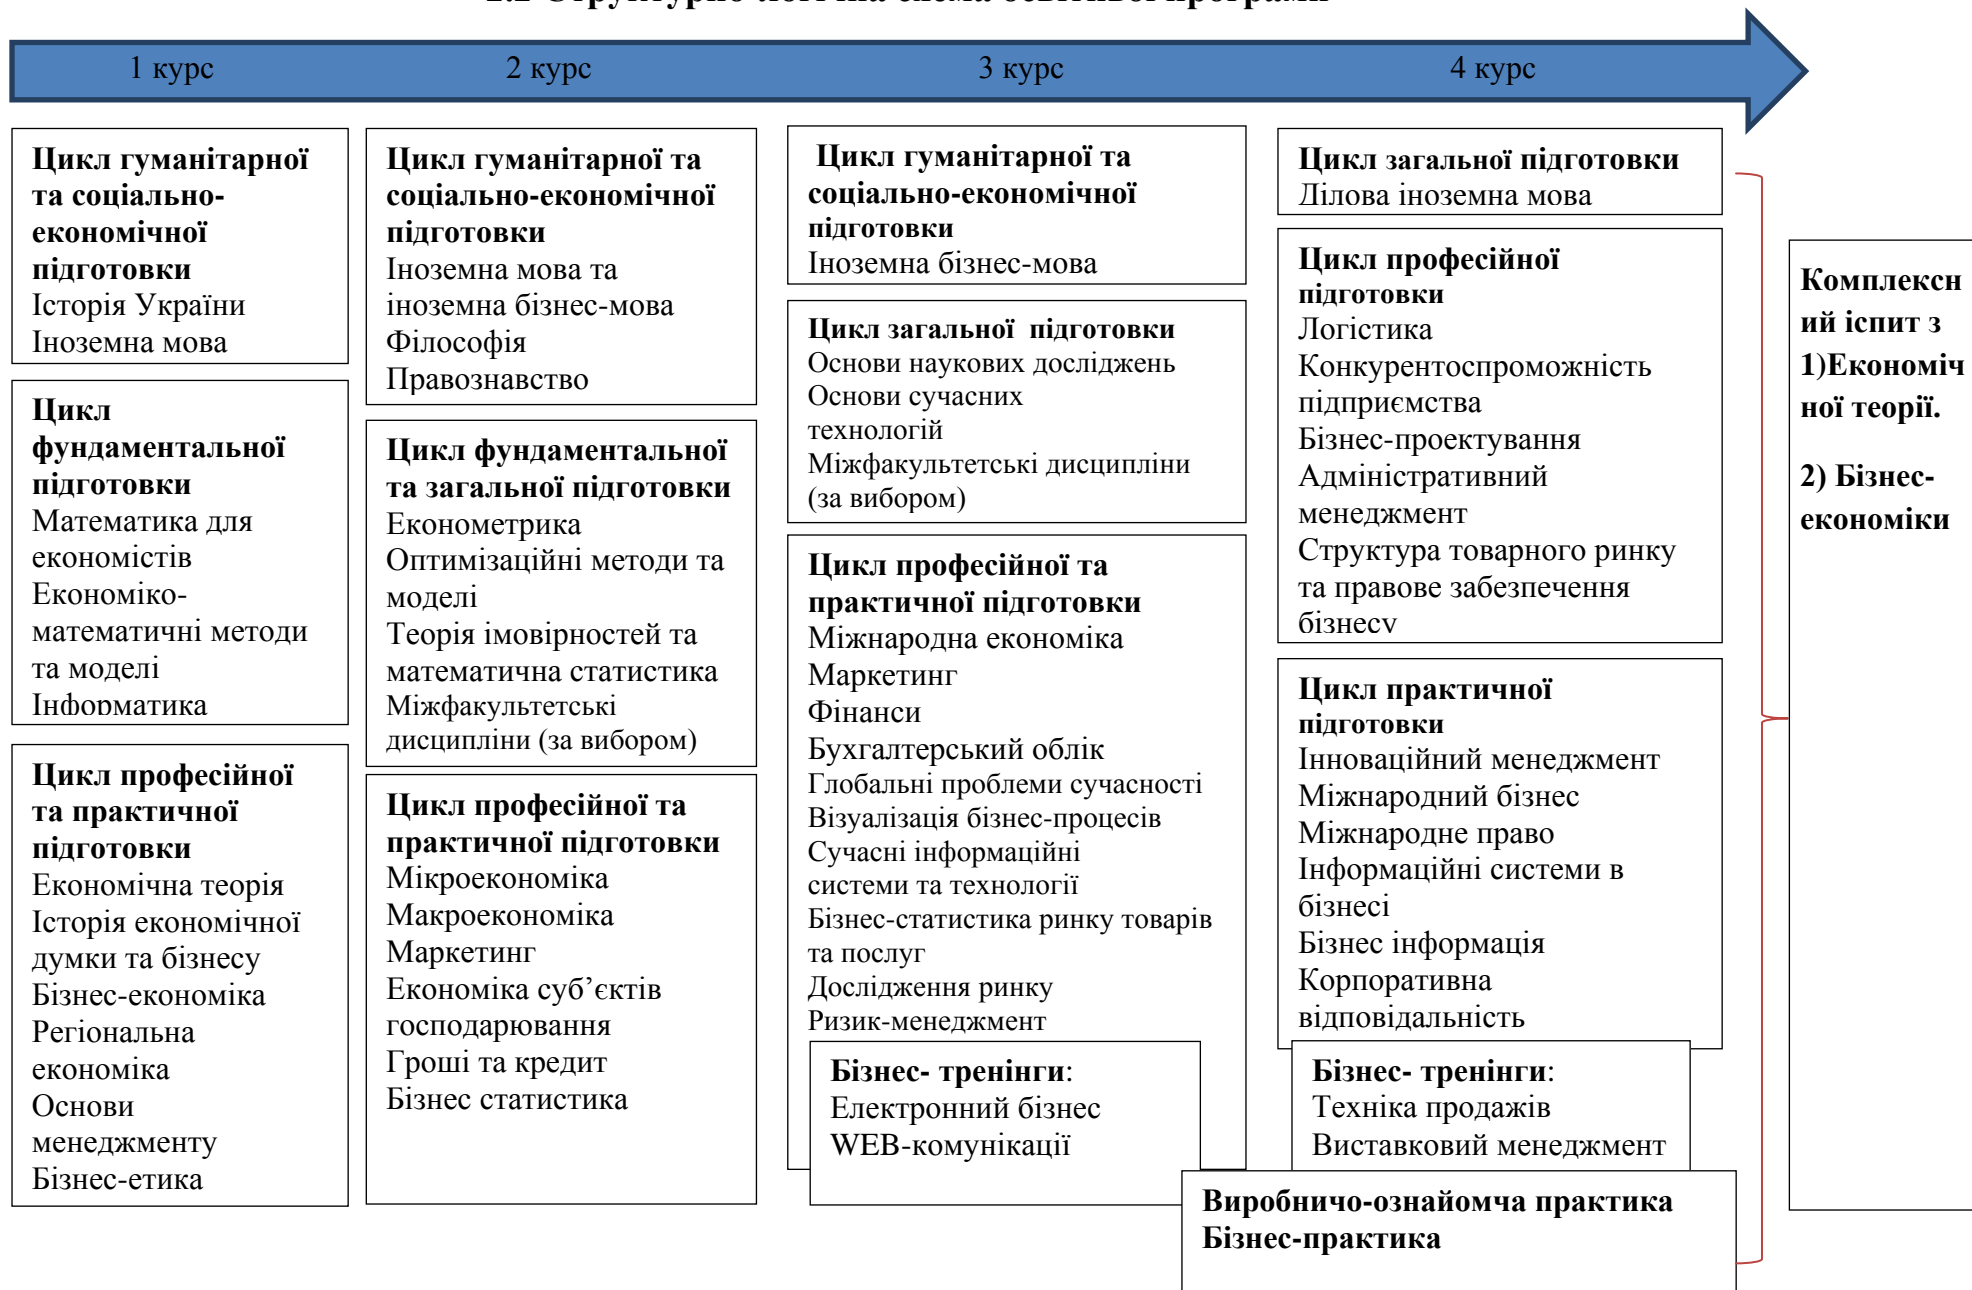 2.2 Структурно-логічна схема освітньої програми
1 курс
2 курс
3 курс
4 курс
Цикл гуманітарної
та соціально-
економічної
підготовки
Історія України
Іноземна мова
Цикл
фундаментальної
підготовки
Математика для
економістів
Економіко-
математичні методи
та моделі
Інформатика
Цикл професійної
та практичної
підготовки
Економічна теорія
Історія економічної
думки та бізнесу
Бізнес-економіка
Регіональна
економіка
Основи
менеджменту
Бізнес-етика
Цикл гуманітарної та
соціально-економічної
підготовки
Іноземна мова та
іноземна бізнес-мова
Філософія
Правознавство
Цикл фундаментальної
та загальної підготовки
Економетрика
Оптимізаційні методи та
моделі
Теорія імовірностей та
математична статистика
Міжфакультетські
дисципліни (за вибором)
Цикл професійної та
практичної підготовки
Мікроекономіка
Макроекономіка
Маркетинг
Економіка суб’єктів
господарювання
Гроші та кредит
Бізнес статистика
Цикл гуманітарної та
соціально-економічної
підготовки
Іноземна бізнес-мова
Цикл загальної підготовки
Основи наукових досліджень
Основи сучасних
технологій
Міжфакультетські дисципліни
(за вибором)
Цикл професійної та
практичної підготовки
Міжнародна економіка
Маркетинг
Фінанси
Бухгалтерський облік
Глобальні проблеми сучасності
Візуалізація бізнес-процесів
Сучасні інформаційні
системи та технології
Бізнес-статистика ринку товарів
та послуг
Дослідження ринку
Ризик-менеджмент
Бізнес- тренінги:
Електронний бізнес
WEB-комунікації
Цикл загальної підготовки
Ділова іноземна мова
Цикл професійної
підготовки
Логістика
Конкурентоспроможність
підприємства
Бізнес-проектування
Адміністративний
менеджмент
Структура товарного ринку
та правове забезпечення
бізнесу
Цикл практичної
підготовки
Інноваційний менеджмент
Міжнародний бізнес
Міжнародне право
Інформаційні системи в
бізнесі
Бізнес інформація
Корпоративна
відповідальність
Бізнес- тренінги:
Техніка продажів
Виставковий менеджмент
Виробничо-ознайомча практика
Бізнес-практика
Комплексн
ий іспит з
1)Економіч
ної теорії.
2) Бізнес-
економіки